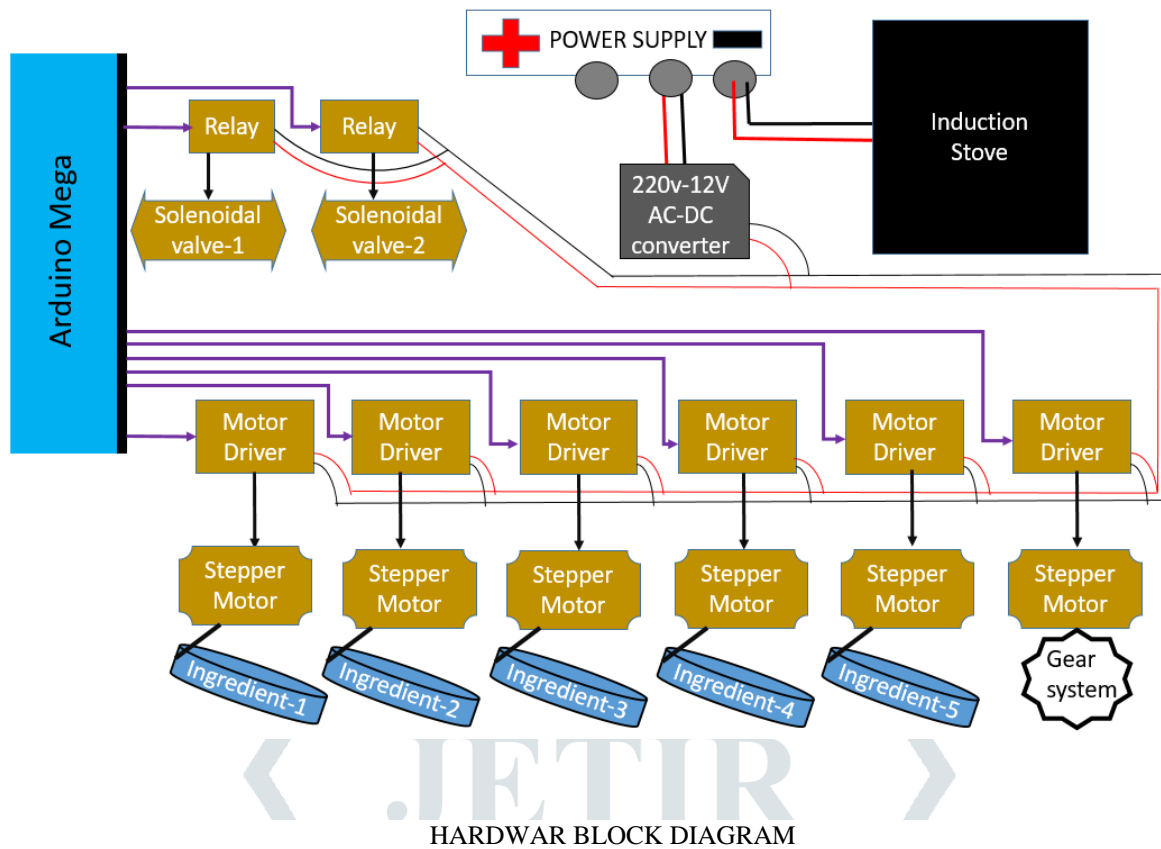 POWER SUPPLY
Arduino Mega
Relay
Relay
Induction
Stove
220v-12V
AC-DC
converter
Solenoidal
valve-1
Solenoidal
valve-2
Motor
Driver
Motor
Driver
Motor
Driver
Motor
Driver
Motor
Driver
Motor
Driver
Stepper
Motor
Stepper
Motor
Stepper
Motor
Stepper
Motor
Stepper
Motor
Stepper
Motor
Ingredient-1
Ingredient-2
Ingredient-3
Ingredient-4
Ingredient-5
Gear
system
JETIR
HARDWAR BLOCK DIAGRAM